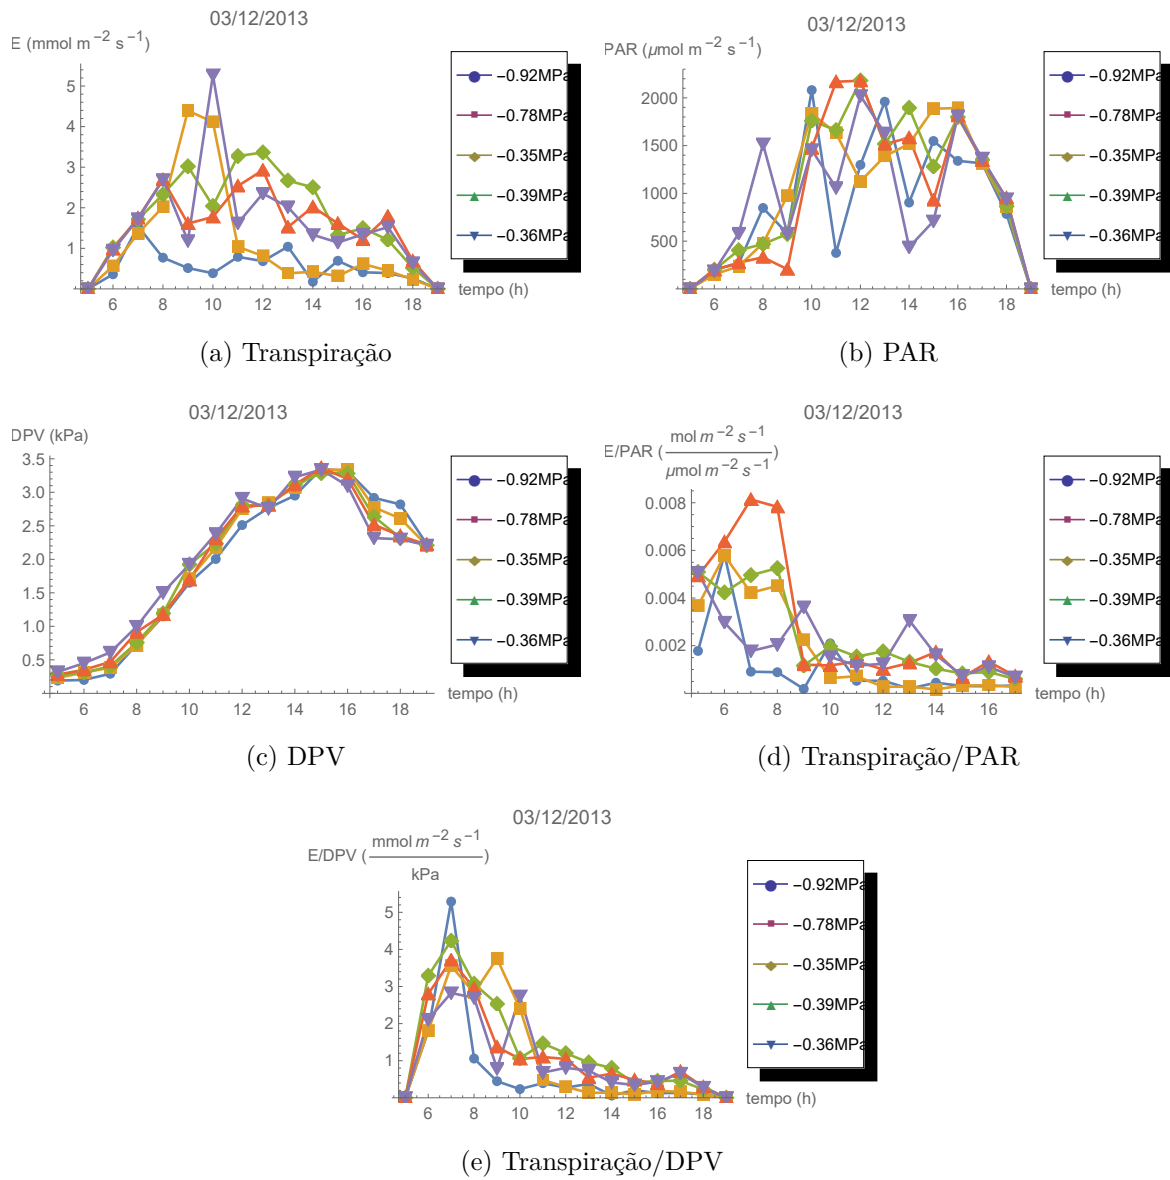 03/12/2013
E (mmol m⁻² s⁻¹)
5
4
3
2
1
6 8 10 12 14 16 18
tempo (h)
−0.92MPa
−0.78MPa
−0.35MPa
−0.39MPa
−0.36MPa
(a) Transpiração
03/12/2013
PAR (μmol m⁻² s⁻¹)
2000
1500
1000
500
6 8 10 12 14 16 18
tempo (h)
−0.92MPa
−0.78MPa
−0.35MPa
−0.39MPa
−0.36MPa
(b) PAR
03/12/2013
DPV (kPa)
3.5
3.0
2.5
2.0
1.5
1.0
0.5
6 8 10 12 14 16 18
tempo (h)
−0.92MPa
−0.78MPa
−0.35MPa
−0.39MPa
−0.36MPa
(c) DPV
03/12/2013
E/PAR (mol m⁻² s⁻¹ / μmol m⁻² s⁻¹)
0.008
0.006
0.004
0.002
6 8 10 12 14 16
tempo (h)
−0.92MPa
−0.78MPa
−0.35MPa
−0.39MPa
−0.36MPa
(d) Transpiração/PAR
03/12/2013
E/DPV (mmol m⁻² s⁻¹ / kPa)
5
4
3
2
1
6 8 10 12 14 16 18
tempo (h)
−0.92MPa
−0.78MPa
−0.35MPa
−0.39MPa
−0.36MPa
(e) Transpiração/DPV